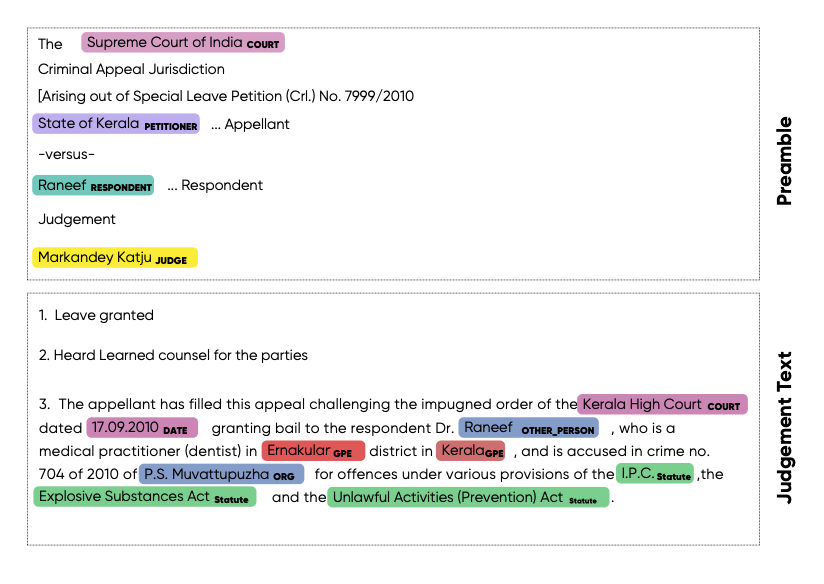 The Supreme Court of India COURT
Criminal Appeal Jurisdiction
[Arising out of Special Leave Petition (Crl.) No. 7999/2010
State of Kerala PETITIONER ... Appellant
-versus-
Raneef RESPONDENT ... Respondent
Judgement
Markandey Katju JUDGE
Preamble
1. Leave granted
2. Heard Learned counsel for the parties
3. The appellant has filled this appeal challenging the impugned order of the Kerala High Court COURT
dated 17.09.2010 DATE granting bail to the respondent Dr. Raneef OTHER_PERSON , who is a
medical practitioner (dentist) in Ernakular GPE district in Kerala GPE , and is accused in crime no.
704 of 2010 of P.S. Muvattupuzha ORG for offences under various provisions of the I.P.C. Statute ,the
Explosive Substances Act Statute and the Unlawful Activities (Prevention) Act Statute .
Judgement Text